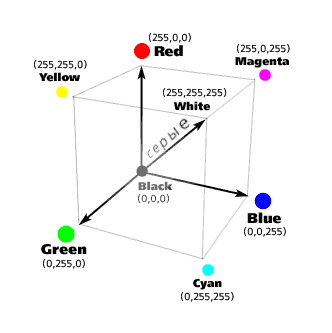 (255,0,0)
Red
(255,255,0)
Yellow
(255,0,255)
Magenta
(255,255,255)
White
серые
Black
(0,0,0)
Blue
(0,0,255)
Green
(0,255,0)
Cyan
(0,255,255)